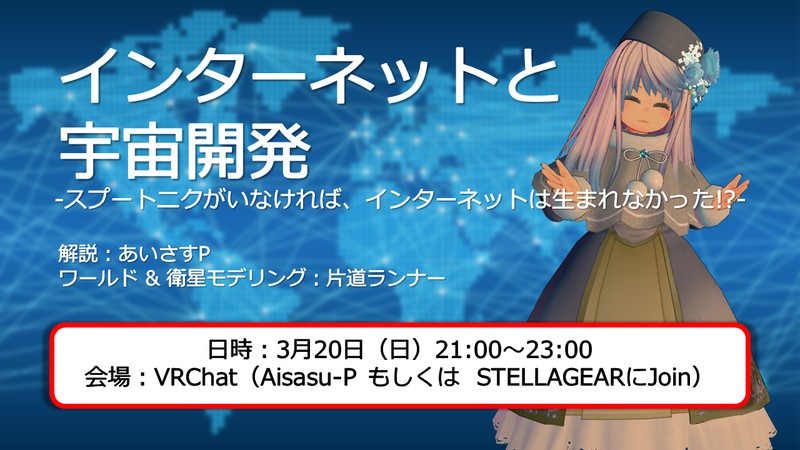 インターネットと
宇宙開発
-スプートニクがいなければ、インターネットは生まれなかった!?-
解説：あいさすP
ワールド & 衛星モデリング：片道ランナー
日時：3月20日（日）21:00～23:00
会場：VRChat（Aisasu-P もしくは STELLAGEARにJoin）